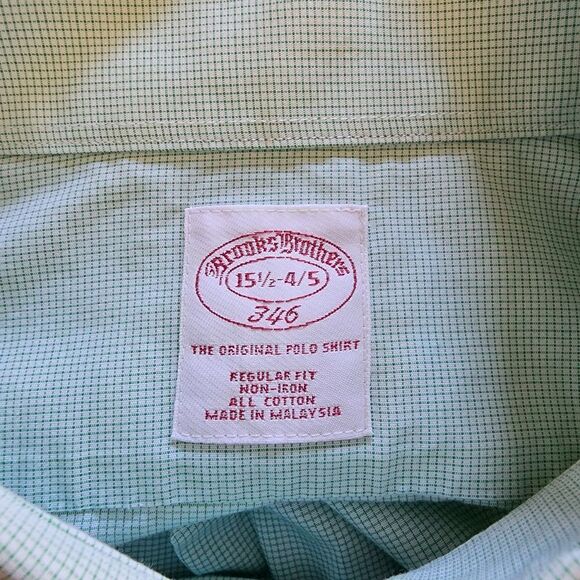 Brooks Brothers
15½-4/5
346
THE ORIGINAL POLO SHIRT
REGULAR FIT
NON-IRON
ALL COTTON
MADE IN MALAYSIA